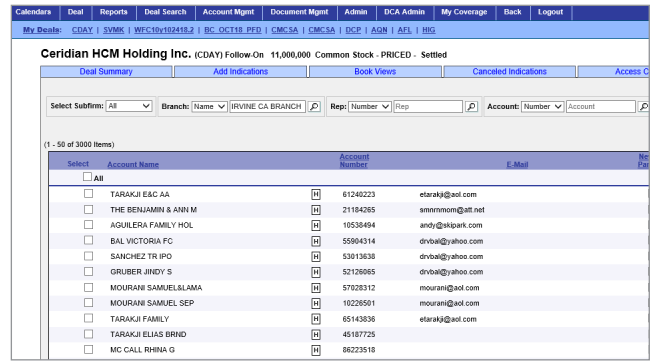 Calendars Deal Reports Deal Search Account Mgmt Document Mgmt Admin DCA Admin My Coverage Back Logout
My Deals: CDAY | SVMK | WFC10y102418.2 | BC_OCT18_PFD | CMCSA | CMCSA | DCP | AQN | AFL | HIG
Ceridian HCM Holding Inc. (CDAY) Follow-On 11,000,000 Common Stock - PRICED - Settled
Deal Summary Add Indications Book Views Canceled Indications Access C
Select Subfirm: All Branch: Name IRVINE CA BRANCH Rep: Number Rep Account: Number Account
(1 - 50 of 3000 Items)
Select Account Name Account Number E-Mail Ne Par
All
TARAKJI E&C AA H 61240223 etarakji@aol.com
THE BENJAMIN & ANN M H 21184265 smnrnmom@att.net
AGUILERA FAMILY HOL H 10538494 andy@skipark.com
BAL VICTORIA FC H 55904314 drvbal@yahoo.com
SANCHEZ TR IPO H 53013638 drvbal@yahoo.com
GRUBER JINDY S H 52126065 drvbal@yahoo.com
MOURANI SAMUEL&LAMA H 57028312 mourani@aol.com
MOURANI SAMUEL SEP H 10226501 mourani@aol.com
TARAKJI FAMILY H 65143836 etarakji@aol.com
TARAKJI ELIAS BRND H 45187725
MC CALL RHINA G H 86223518